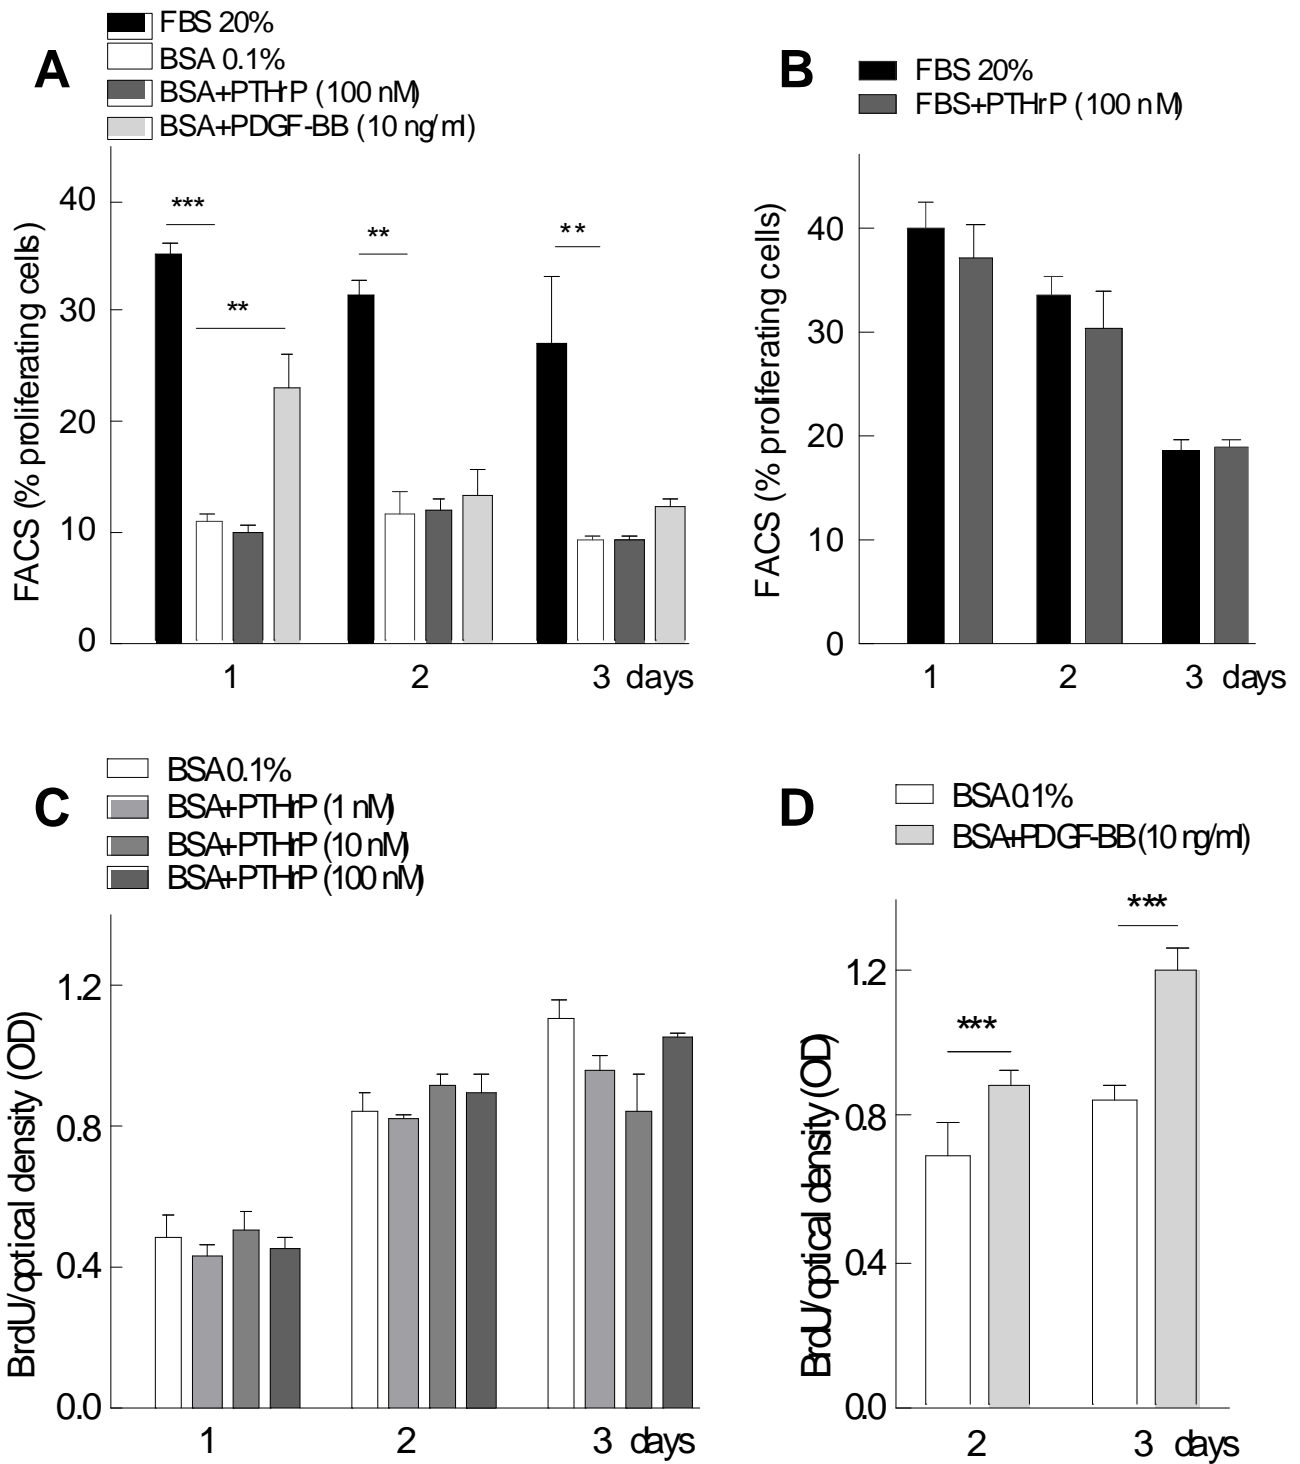 A
FBS 20%
BSA 0.1%
BSA+PTHrP (100 nM)
BSA+PDGF-BB (10 ng/ml)
FACS (% proliferating cells)
40
30
20
10
0
***
**
**
**
1 2 3 days
B
FBS 20%
FBS+PTHrP (100 nM)
FACS (% proliferating cells)
40
30
20
10
0
1 2 3 days
C
BSA 0.1%
BSA+PTHrP (1 nM)
BSA+PTHrP (10 nM)
BSA+PTHrP (100 nM)
BrdU/optical density (OD)
1.2
0.8
0.4
0.0
1 2 3 days
D
BSA 0.1%
BSA+PDGF-BB (10 ng/ml)
BrdU/optical density (OD)
1.2
0.8
0.4
0.0
***
***
2 3 days